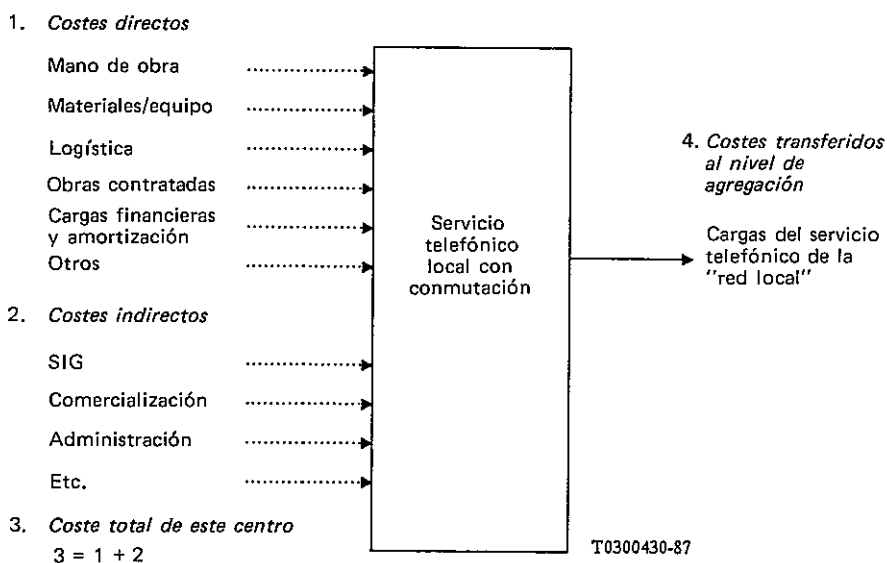 1. Costes directos
Mano de obra
Materiales/equipo
Logística
Obras contratadas
Cargas financieras
y amortización
Otros
2. Costes indirectos
SIG
Comercialización
Administración
Etc.
3. Coste total de este centro
3 = 1 + 2
Servicio
telefónico
local con
conmutación
4. Costes transferidos
al nivel de
agregación
Cargas del servicio
telefónico de la
"red local"
T0300430-87